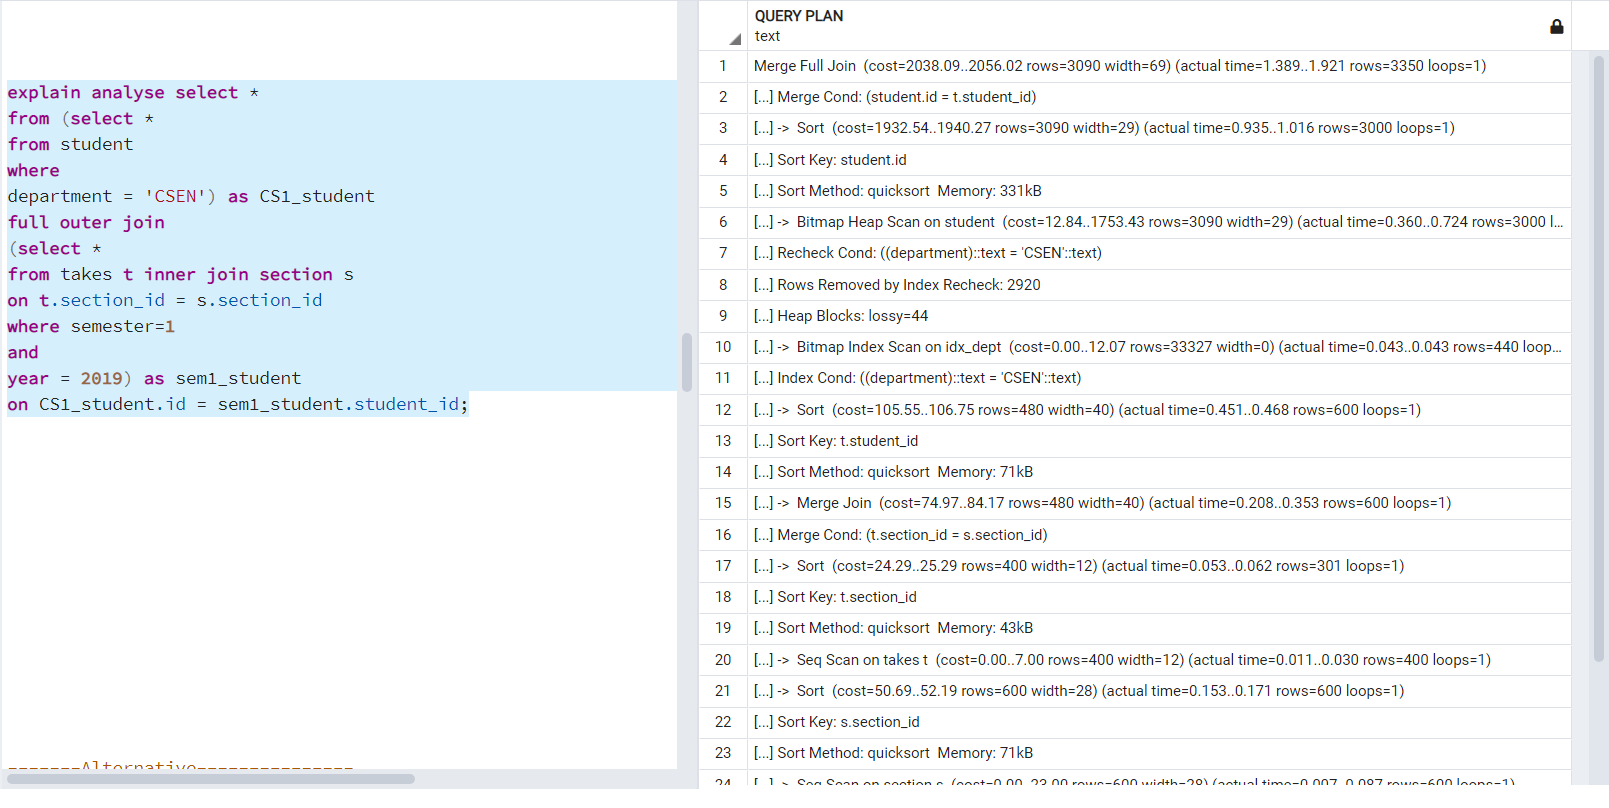 explain analyse select *
from (select *
from student
where
department = 'CSEN') as CS1_student
full outer join
(select *
from takes t inner join section s
on t.section_id = s.section_id
where semester=1
and
year = 2019) as sem1_student
on CS1_student.id = sem1_student.student_id;
-------Alternative---------------
QUERY PLAN
text
1 Merge Full Join (cost=2038.09..2056.02 rows=3090 width=69) (actual time=1.389..1.921 rows=3350 loops=1)
2 [...] Merge Cond: (student.id = t.student_id)
3 [...] -> Sort (cost=1932.54..1940.27 rows=3090 width=29) (actual time=0.935..1.016 rows=3000 loops=1)
4 [...] Sort Key: student.id
5 [...] Sort Method: quicksort Memory: 331kB
6 [...] -> Bitmap Heap Scan on student (cost=12.84..1753.43 rows=3090 width=29) (actual time=0.360..0.724 rows=3000 l...
7 [...] Recheck Cond: ((department)::text = 'CSEN'::text)
8 [...] Rows Removed by Index Recheck: 2920
9 [...] Heap Blocks: lossy=44
10 [...] -> Bitmap Index Scan on idx_dept (cost=0.00..12.07 rows=33327 width=0) (actual time=0.043..0.043 rows=440 loop...
11 [...] Index Cond: ((department)::text = 'CSEN'::text)
12 [...] -> Sort (cost=105.55..106.75 rows=480 width=40) (actual time=0.451..0.468 rows=600 loops=1)
13 [...] Sort Key: t.student_id
14 [...] Sort Method: quicksort Memory: 71kB
15 [...] -> Merge Join (cost=74.97..84.17 rows=480 width=40) (actual time=0.208..0.353 rows=600 loops=1)
16 [...] Merge Cond: (t.section_id = s.section_id)
17 [...] -> Sort (cost=24.29..25.29 rows=400 width=12) (actual time=0.053..0.062 rows=301 loops=1)
18 [...] Sort Key: t.section_id
19 [...] Sort Method: quicksort Memory: 43kB
20 [...] -> Seq Scan on takes t (cost=0.00..7.00 rows=400 width=12) (actual time=0.011..0.030 rows=400 loops=1)
21 [...] -> Sort (cost=50.69..52.19 rows=600 width=28) (actual time=0.153..0.171 rows=600 loops=1)
22 [...] Sort Key: s.section_id
23 [...] Sort Method: quicksort Memory: 71kB
24 [...] -> Seq Scan on section s (cost=0.00..23.00 rows=600 width=28) (actual time=0.007..0.087 rows=600 loops=1)